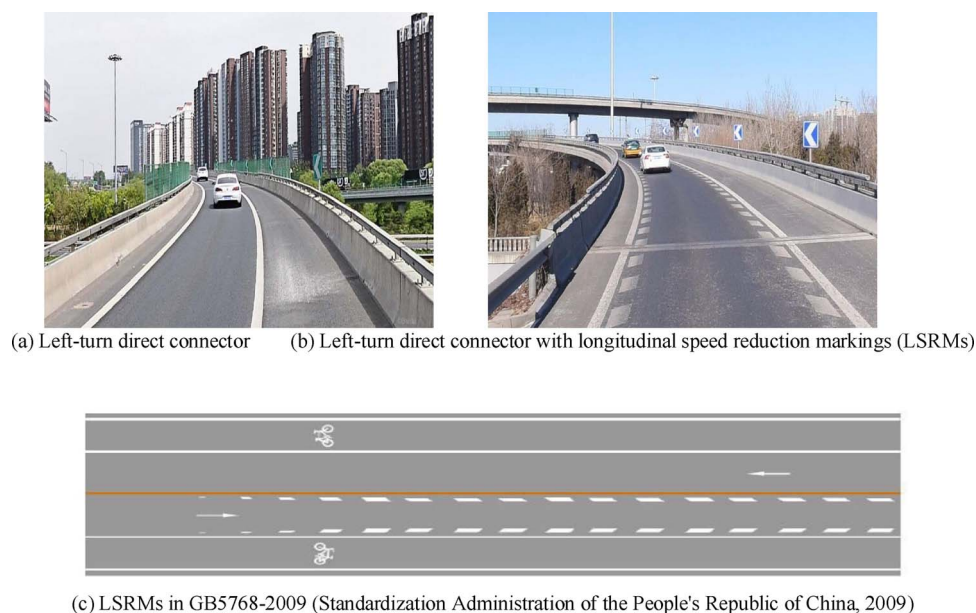 (a) Left-turn direct connector
(b) Left-turn direct connector with longitudinal speed reduction markings (LSRMs)
(c) LSRMs in GB5768-2009 (Standardization Administration of the People's Republic of China, 2009)